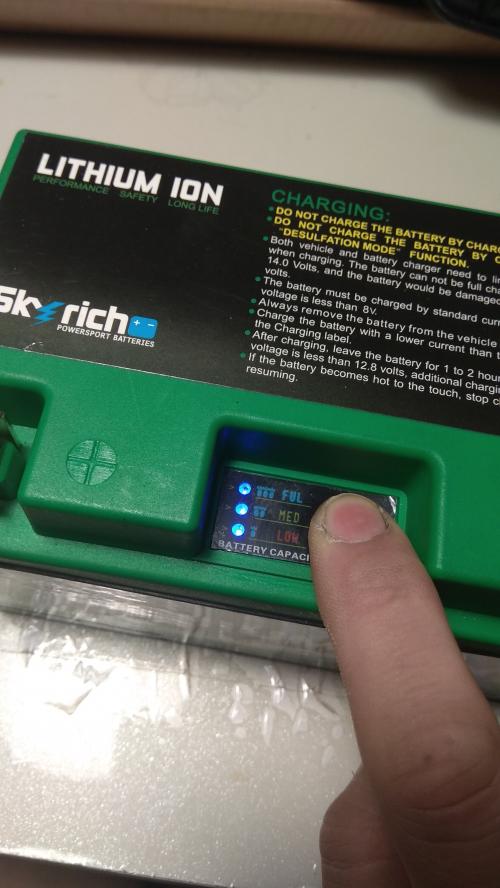 LITHIUM ION
PERFORMANCE SAFETY LONG LIFE
Skyrich
POWERSPORT BATTERIES
CHARGING:
• DO NOT CHARGE THE BATTERY BY
• DO NOT CHARGE THE BATTERY BY
"DESULFATION MODE" FUNCTION.
• Both vehicle and battery charger need to
when charging. The battery can not be full
14.0 Volts, and the battery would be damaged
volts.
• The battery must be charged by standard
voltage is less than 8v.
• Always remove the battery from the vehicle
• Charge the battery with a lower current than
the Charging label.
• After charging, leave the battery for 1 to 2
voltage is less than 12.8 volts, additional
• If the battery becomes hot to the touch, stop
resuming.
FUL
MED
LOW
BATTERY